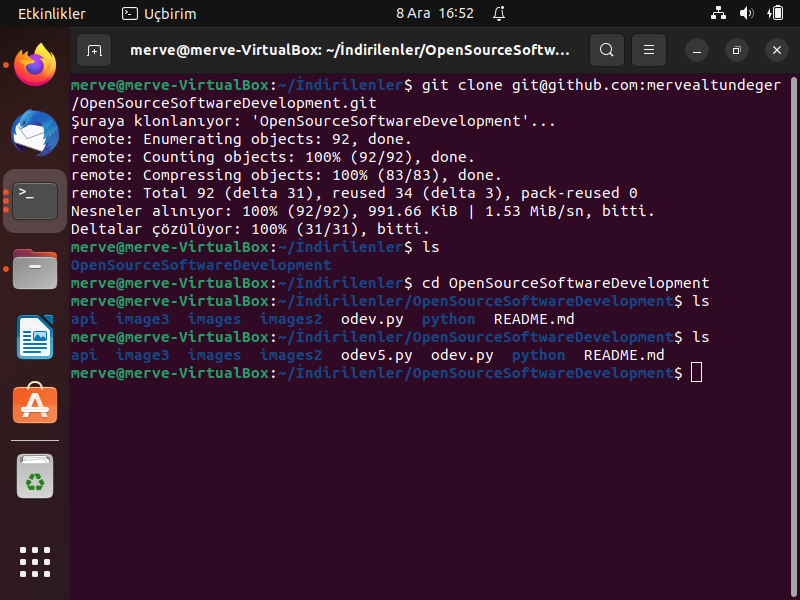 Etkinlikler
Uçbirim
8 Ara 16:52
merve@merve-VirtualBox: ~/İndirilenler/OpenSourceSoftw...
merve@merve-VirtualBox:~/İndirilenler$ git clone git@github.com:mervealtundeger
/OpenSourceSoftwareDevelopment.git
Şuraya klonlanıyor: 'OpenSourceSoftwareDevelopment'...
remote: Enumerating objects: 92, done.
remote: Counting objects: 100% (92/92), done.
remote: Compressing objects: 100% (83/83), done.
remote: Total 92 (delta 31), reused 34 (delta 3), pack-reused 0
Nesneler alınıyor: 100% (92/92), 991.66 KiB | 1.53 MiB/sn, bitti.
Deltalar çözülüyor: 100% (31/31), bitti.
merve@merve-VirtualBox:~/İndirilenler$ ls
OpenSourceSoftwareDevelopment
merve@merve-VirtualBox:~/İndirilenler$ cd OpenSourceSoftwareDevelopment
merve@merve-VirtualBox:~/İndirilenler/OpenSourceSoftwareDevelopment$ ls
api  image3  images  images2  odev.py  python  README.md
merve@merve-VirtualBox:~/İndirilenler/OpenSourceSoftwareDevelopment$ ls
api  image3  images  images2  odev5.py  odev.py  python  README.md
merve@merve-VirtualBox:~/İndirilenler/OpenSourceSoftwareDevelopment$